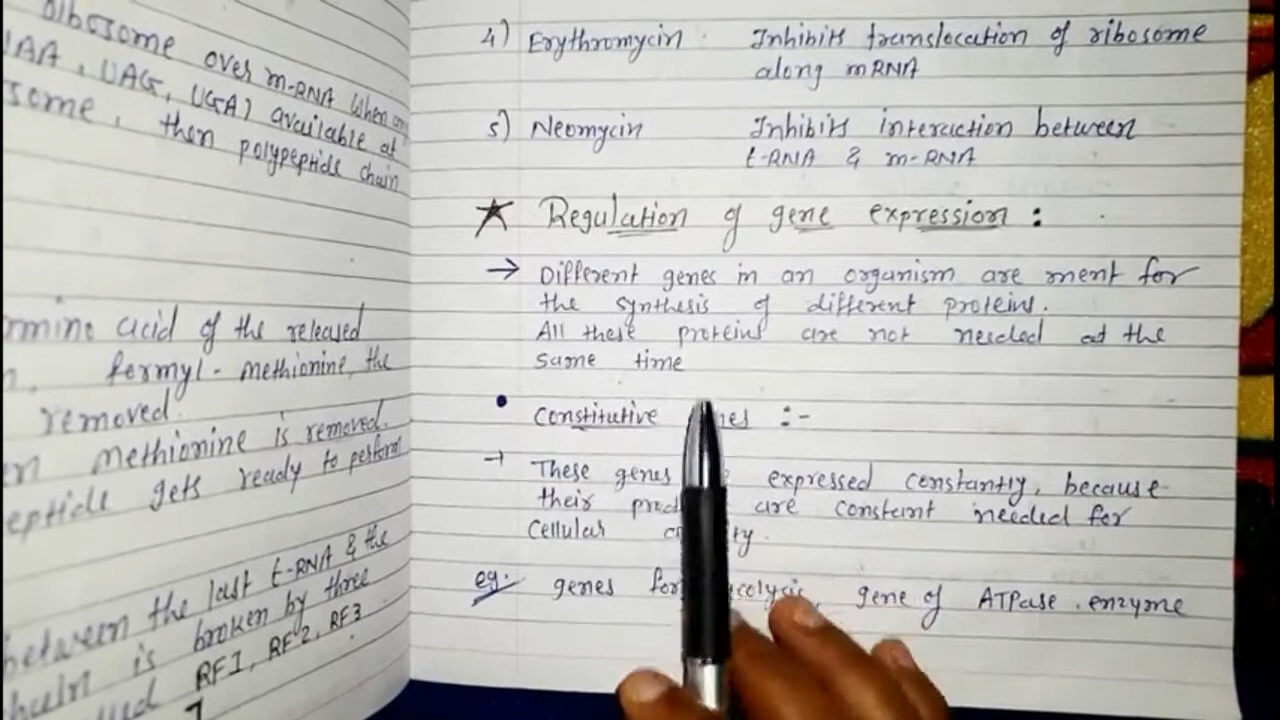 ribosome over m-RNA when any
UAA, UAG, UGA) available at
some, then polypeptide chain
amino acid of the released
formyl-methionine, the
removed.
methionine is removed.
peptide gets ready to perform
between the last t-RNA & the
chain is broken by three
RF1, RF2, RF3
4) Erythromycin Inhibits translocation of ribosome
along mRNA
5) Neomycin Inhibits interaction between
t-RNA & m-RNA
Regulation of gene expression :
→ Different genes in an organism are ment for
the synthesis of different proteins.
All these proteins are not needed at the
same time
• Constitutive :-
→ These genes expressed constantly, because
their are constant needed for
cellular
eg. genes for gene of ATPase enzyme